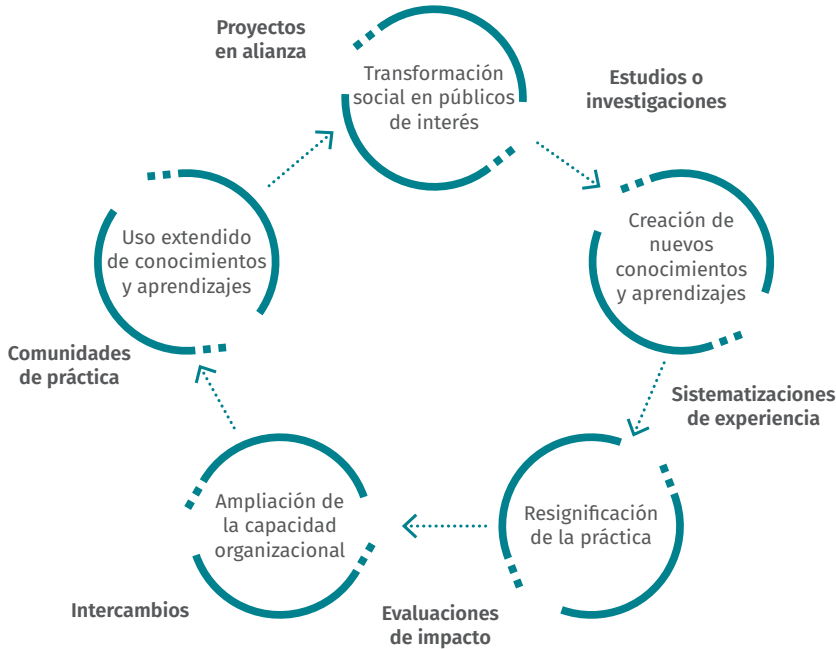 Proyectos
en alianza
Transformación
social en públicos
de interés
Estudios o
investigaciones
Creación de
nuevos
conocimientos
y aprendizajes
Sistematizaciones
de experiencia
Resignificación
de la práctica
Evaluaciones
de impacto
Ampliación de
la capacidad
organizacional
Intercambios
Comunidades
de práctica
Uso extendido
de conocimientos
y aprendizajes